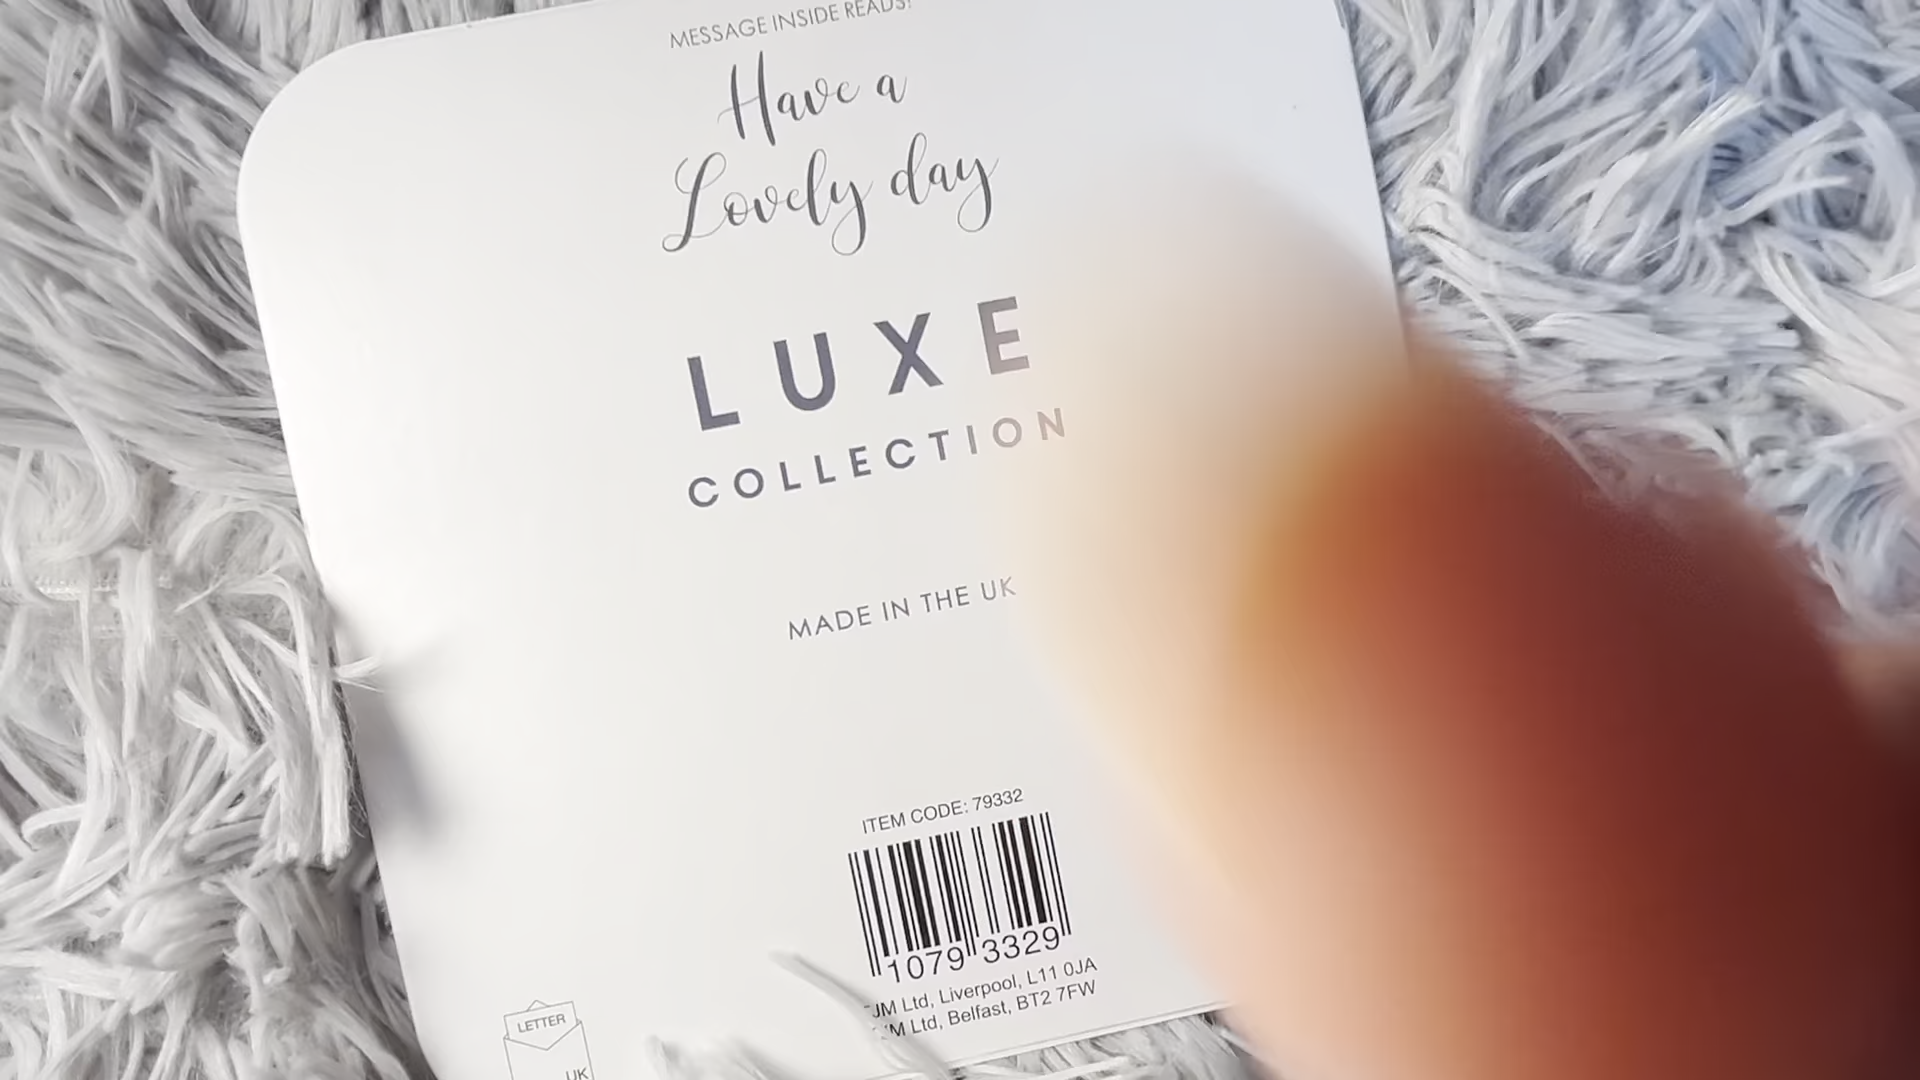 MESSAGE INSIDE READS:
Have a
Lovely day
LUXE
COLLECTION
MADE IN THE UK
ITEM CODE: 79332
1079 3329
Ltd, Liverpool, L11 0JA
Ltd, Belfast, BT2 7FW
LETTER
UK